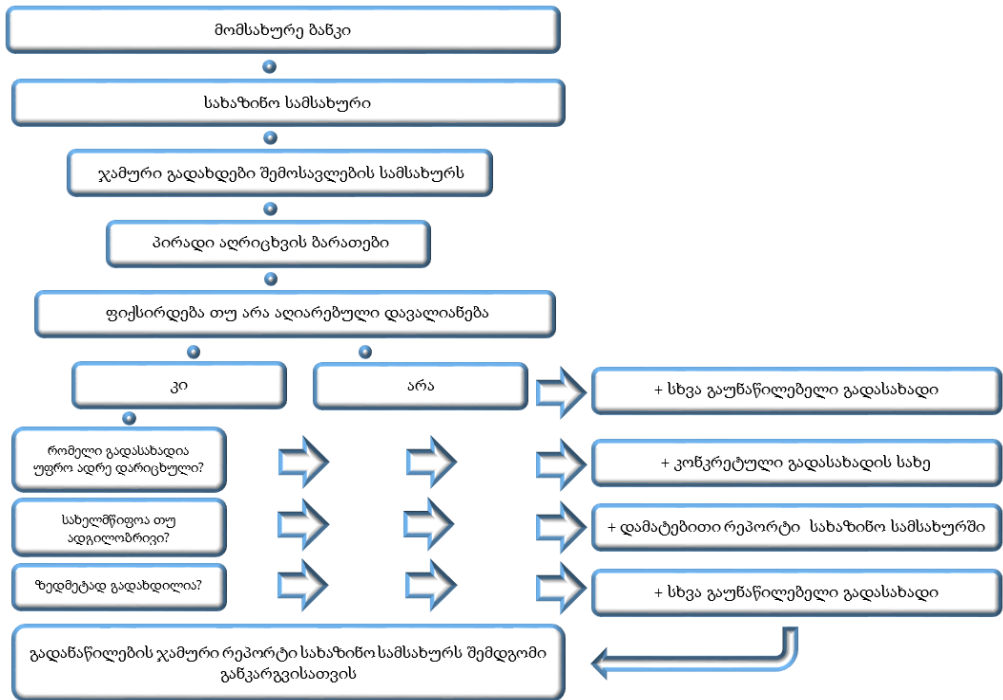 მომსახურე ბანკი
სახაზინო სამსახური
ჯამური გადახდები შემოსავლების სამსახურს
პირადი აღრიცხვის ბარათები
ფიქსირდება თუ არა აღიარებული დავალიანება
კი
არა
+ სხვა გაუნაწილებელი გადასახადი
რომელი გადასახადია
უფრო ადრე დარიცხული?
+ კონკრეტული გადასახადის სახე
სახელმწიფოა თუ
ადგილობრივი?
+ დამატებითი რეპორტი სახაზინო სამსახურში
ზედმეტად გადახდილია?
+ სხვა გაუნაწილებელი გადასახადი
გადანაწილების ჯამური რეპორტი სახაზინო სამსახურს შემდგომი
განკარგვისათვის